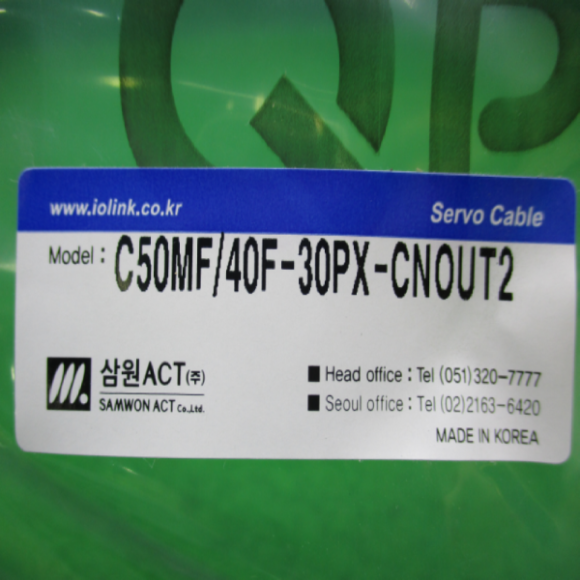 QP
www.iolink.co.kr
Servo Cable
Model : C50MF/40F-30PX-CNOUT2
삼원ACT(주)
SAMWON ACT Co.,Ltd.
■ Head office : Tel (051)320-7777
■ Seoul office : Tel (02)2163-6420
MADE IN KOREA